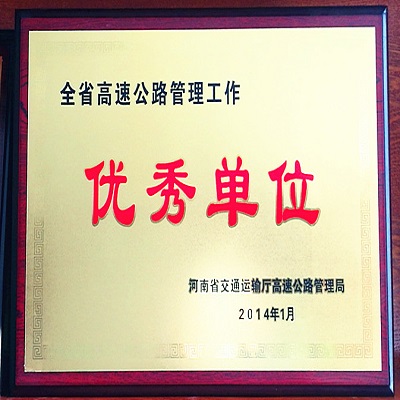 全省高速公路管理工作
优秀单位
河南省交通运输厅高速公路管理局
2014年1月